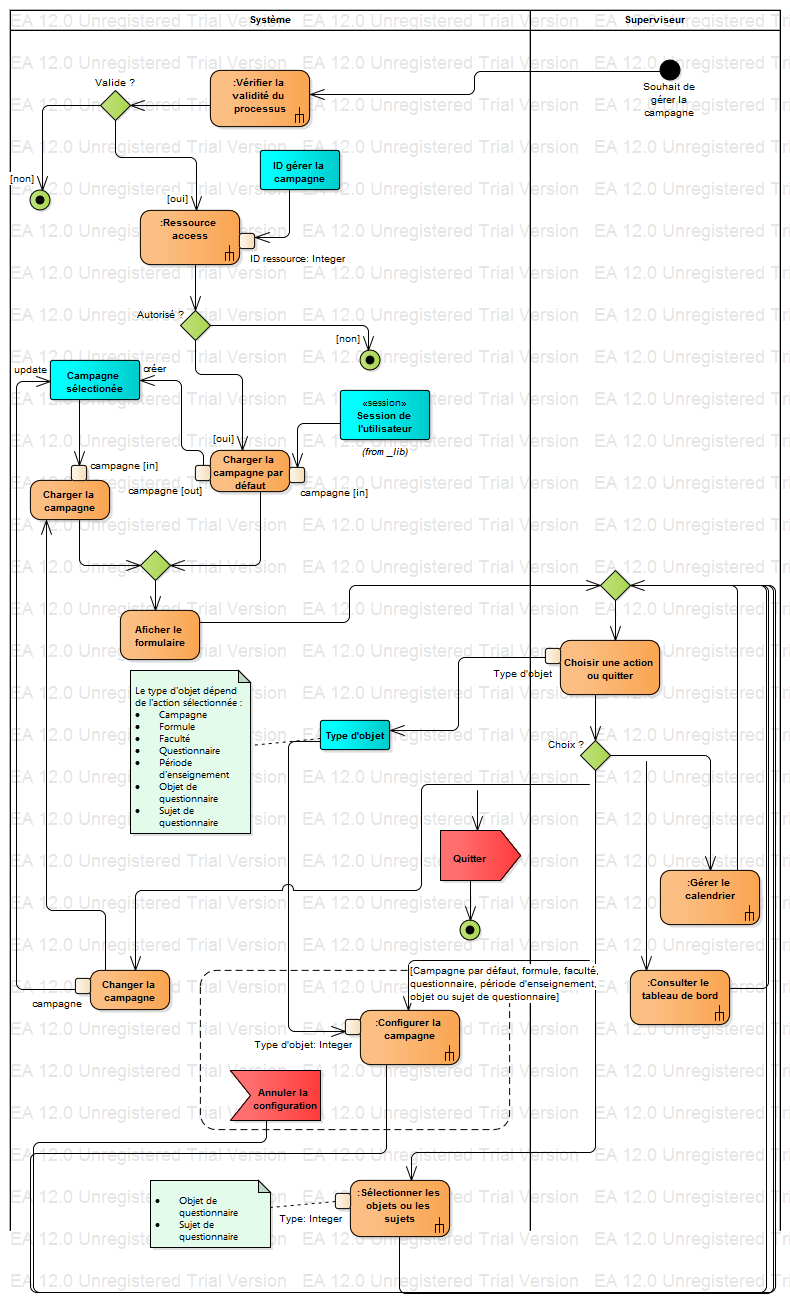 Système
Superviseur
EA 12.0 Unregistered Trial Version
Souhait de
gérer la
campagne
:Vérifier la
validité du
processus
Valide ?
[non]
[oui]
ID gérer la
campagne
:Ressource
access
ID ressource: Integer
Autorisé ?
[non]
[oui]
update
Campagne
sélectionée
créer
«session»
Session de
l'utilisateur
(from _lib)
campagne [in]
Charger la
campagne
campagne [out]
Charger la
campagne par
défaut
campagne [in]
Aficher le
formulaire
Choisir une action
ou quitter
Type d'objet
Le type d'objet dépend
de l'action sélectionnée :
• Campagne
• Formule
• Faculté
• Questionnaire
• Période
d'enseignement
• Objet de
questionnaire
• Sujet de
questionnaire
Type d'objet
Choix ?
Quitter
:Gérer le
calendrier
Changer la
campagne
campagne
[Campagne par défaut, formule, faculté,
questionnaire, période d'enseignement,
objet ou sujet de questionnaire]
:Consulter le
tableau de bord
:Configurer la
campagne
Type d'objet: Integer
Annuler la
configuration
• Objet de
questionnaire
• Sujet de
questionnaire
Type: Integer
:Sélectionner les
objets ou les
sujets